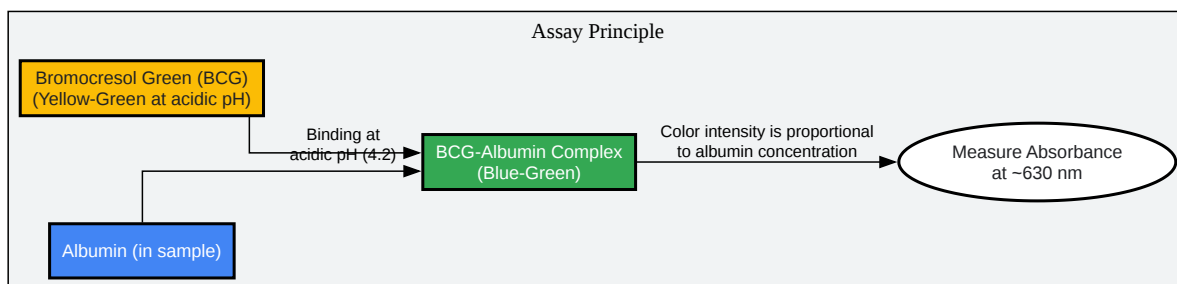 Assay Principle
Bromocresol Green (BCG)
(Yellow-Green at acidic pH)
Binding at
acidic pH (4.2)
BCG-Albumin Complex
(Blue-Green)
Color intensity is proportional
to albumin concentration
Measure Absorbance
at ~630 nm
Albumin (in sample)